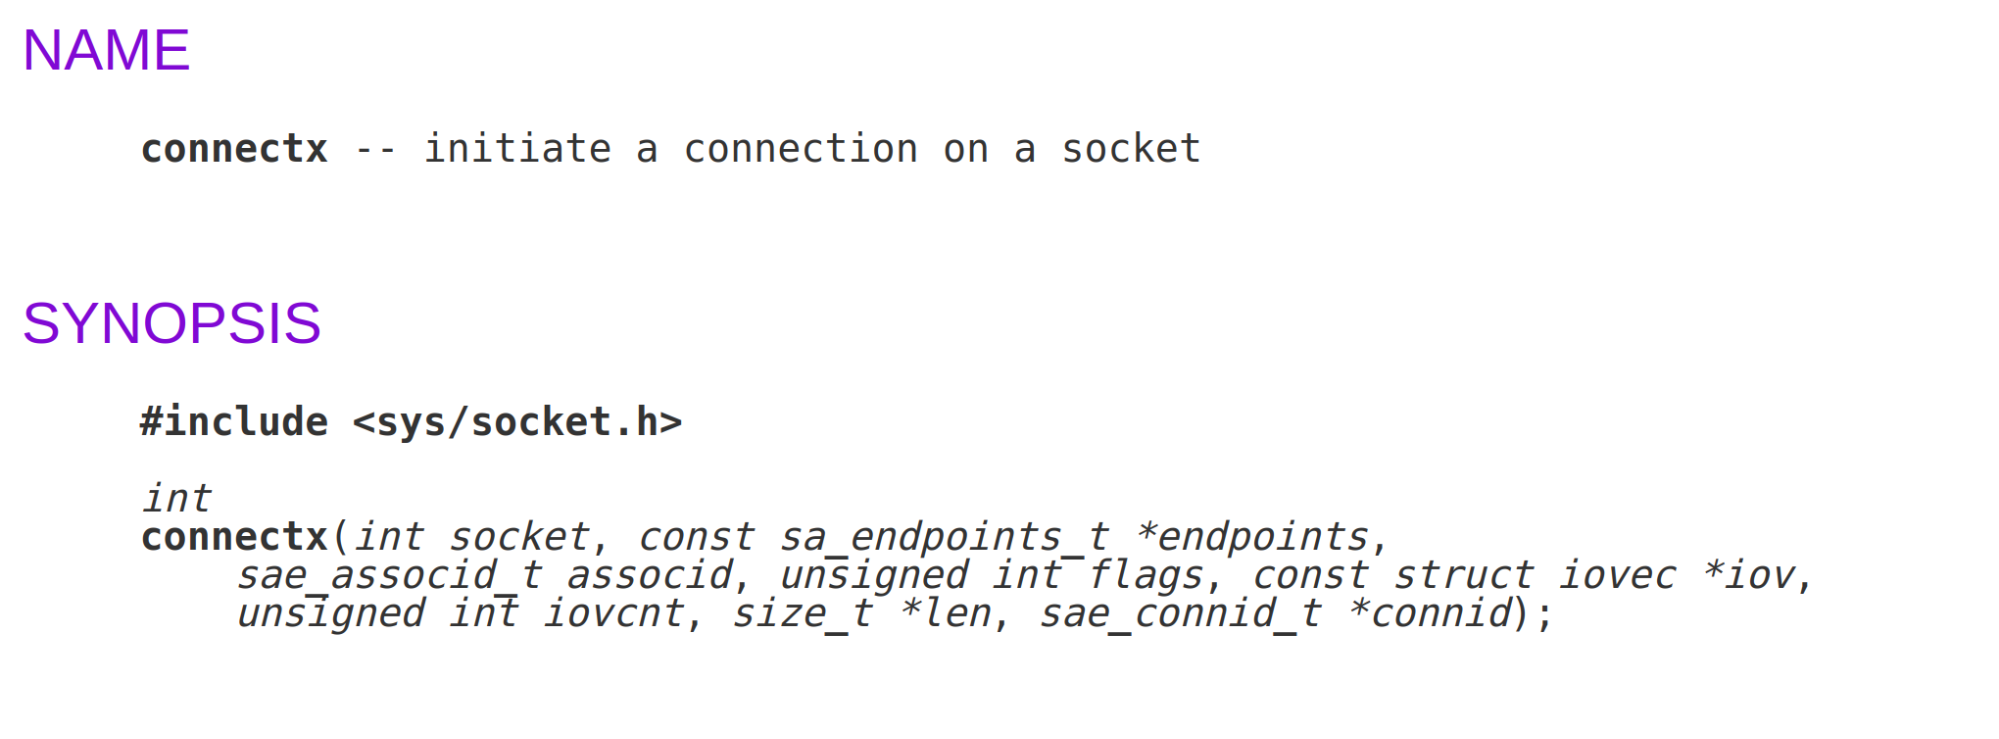 NAME
connectx -- initiate a connection on a socket
SYNOPSIS
#include <sys/socket.h>
int
connectx(int socket, const sa_endpoints_t *endpoints,
sae_associd_t associd, unsigned int flags, const struct iovec *iov,
unsigned int iovcnt, size_t *len, sae_connid_t *connid);